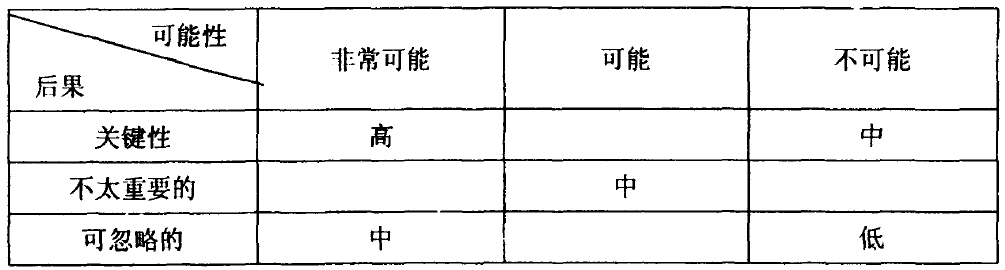 可能性
后果
非常可能
可能
不可能
关键性
高
中
不太重要的
中
可忽略的
中
低